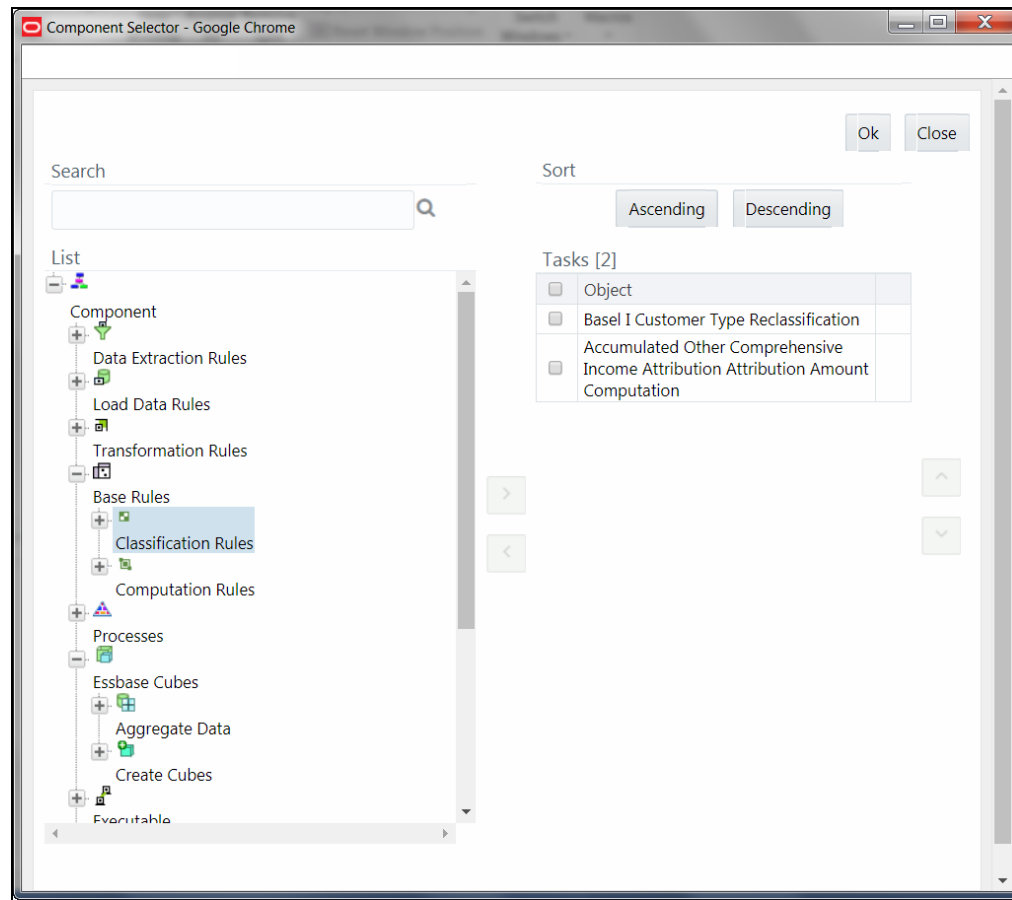 Component Selector - Google Chrome
Ok
Close
Search
Sort
Ascending
Descending
List
Tasks [2]
Component
Data Extraction Rules
Load Data Rules
Transformation Rules
Base Rules
Classification Rules
Computation Rules
Processes
Essbase Cubes
Aggregate Data
Create Cubes
Executable
Object
Basel I Customer Type Reclassification
Accumulated Other Comprehensive
Income Attribution Attribution Amount
Computation